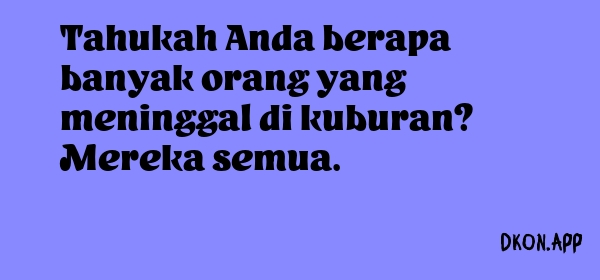 Tahukah Anda berapa
banyak orang yang
meninggal di kuburan?
Mereka semua.
DKON.APP